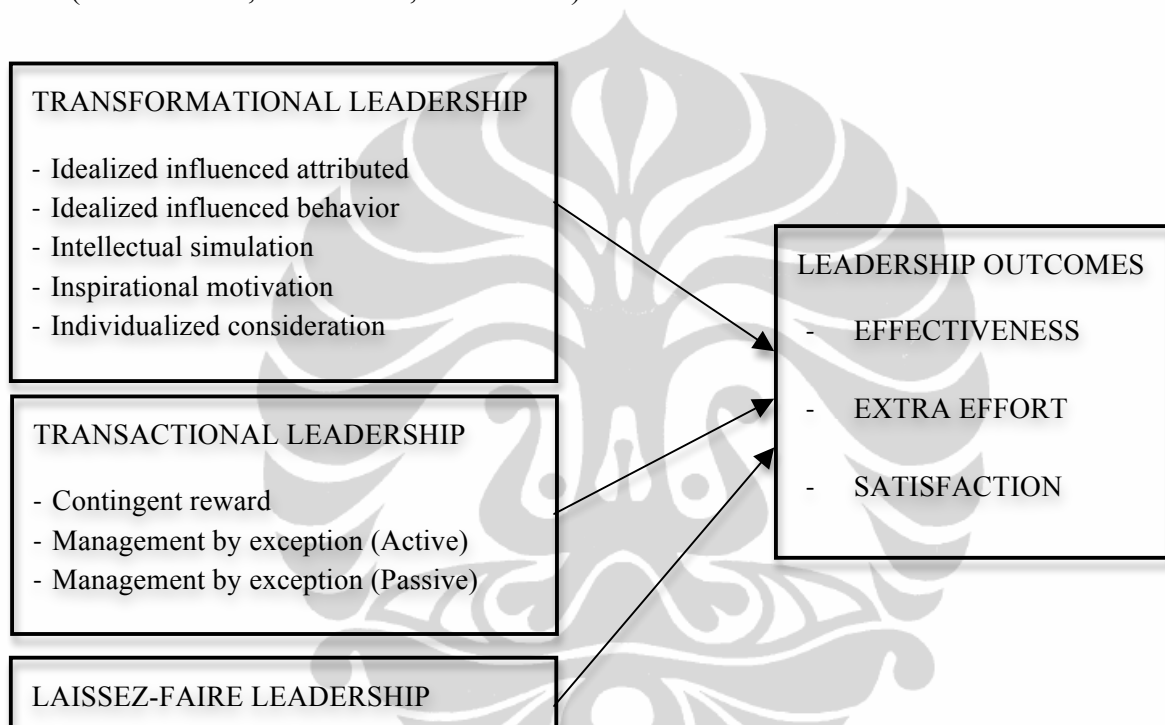 TRANSFORMATIONAL LEADERSHIP
- Idealized influenced attributed
- Idealized influenced behavior
- Intellectual simulation
- Inspirational motivation
- Individualized consideration
TRANSACTIONAL LEADERSHIP
- Contingent reward
- Management by exception (Active)
- Management by exception (Passive)
LAISSEZ-FAIRE LEADERSHIP
LEADERSHIP OUTCOMES
- EFFECTIVENESS
- EXTRA EFFORT
- SATISFACTION